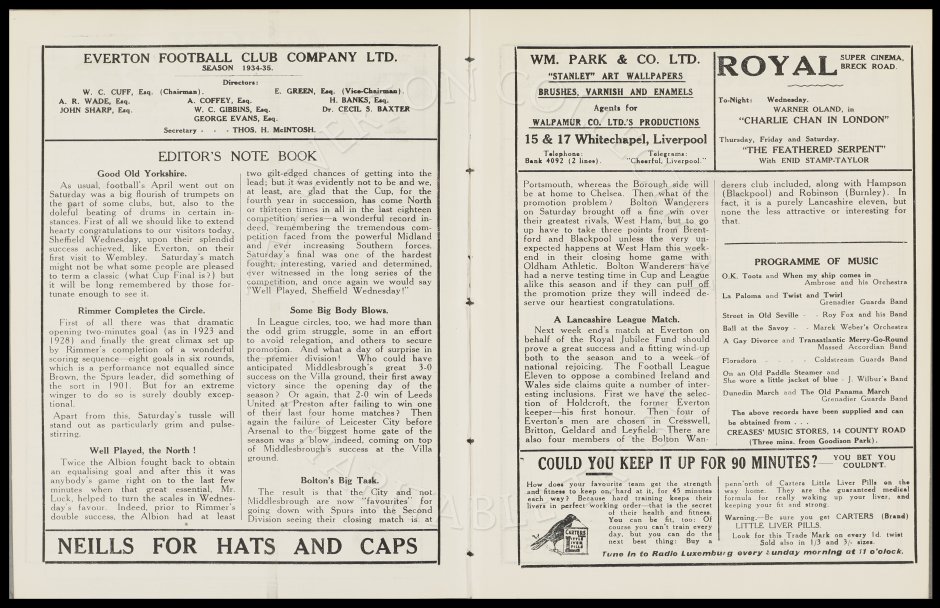 EVERTON FOOTBALL CLUB COMPANY LTD.
SEASON 1934-35.
Directors:
W. C. CUFF, Esq. (Chairman). E. GREEN, Esq. (Vice-Chairman).
A. R. WADE, Esq. A. COFFEY, Esq. H. BANKS, Esq.
JOHN SHARP, Esq. W. C. GIBBINS, Esq. Dr. CECIL S. BAXTER
GEORGE EVANS, Esq.
Secretary - - - THOS. H. McINTOSH.
EDITOR'S NOTE BOOK
Good Old Yorkshire.
As usual, football's April went out on
Saturday was a big flourish of trumpets on
the part of some clubs, but, also to the
doleful beating of drums in certain in-
stances. First of all we should like to extend
hearty congratulations to our visitors today,
Sheffield Wednesday, upon their splendid
success achieved, like Everton, on their
first visit to Wembley. Saturday's match
might not be what some people are pleased
to term a classic (what Cup Final is?) but
it will be long remembered by those for-
tunate enough to see it.
Rimmer Completes the Circle.
First of all there was that dramatic
opening two-minutes goal (as in 1923 and
1928) and finally the great climax set up
by Rimmer's completion of a wonderful
scoring sequence—eight goals in six rounds,
which is a performance not equalled since
Brown, the Spurs leader, did something of
the sort in 1901. But for an extreme
winger to do so is surely doubly excep-
tional.
Apart from this, Saturday's tussle will
stand out as particularly grim and pulse-
stirring.
Well Played, the North!
Twice the Albion fought back to obtain
an equalising goal and after this it was
anybody's game right on to the last few
minutes when that great essential, Mr.
Luck, helped to turn the scales in Wednes-
day's favour. Indeed, prior to Rimmer's
double success, the Albion had at least
two gilt-edged chances of getting into the
lead; but it was evidently not to be and we,
at least, are glad that the Cup, for the
fourth year in succession, has come North
or thirteen times in all in the last eighteen
competition series—a wonderful record in-
deed, remembering the tremendous com-
petition faced from the powerful Midland
and ever increasing Southern forces.
Saturday's final was one of the hardest
fought, interesting, varied and determined,
ever witnessed in the long series of the
competition, and once again we would say
"Well Played, Sheffield Wednesday!"
Some Big Body Blows.
In League circles, too, we had more than
the odd grim struggle, some in an effort
to avoid relegation, and others to secure
promotion. And what a day of surprise in
the premier division! Who could have
anticipated Middlesbrough's great 3-0
success on the Villa ground, their first away
victory since the opening day of the
season? Or again, that 2-0 win of Leeds
United at Preston after failing to win one
of their last four home matches? Then
again the failure of Leicester City before
Arsenal to the biggest home gate of the
season was a blow indeed, coming on top
of Middlesbrough's success at the Villa
ground.
Bolton's Big Task.
The result is that the City and not
Middlesbrough are now "favourites" for
going down with Spurs into the Second
Division seeing their closing match is at
NEILLS FOR HATS AND CAPS
WM. PARK & CO. LTD.
"STANLEY" ART WALLPAPERS
BRUSHES, VARNISH AND ENAMELS
Agents for
WALPAMUR CO. LTD.'S PRODUCTIONS
15 & 17 Whitechapel, Liverpool
Telephone: Telegrams:
Bank 4092 (2 lines). "Cheerful, Liverpool."
ROYAL SUPER CINEMA,
BRECK ROAD.
To-Night: Wednesday.
WARNER OLAND, in
"CHARLIE CHAN IN LONDON"
Thursday, Friday and Saturday.
"THE FEATHERED SERPENT"
With ENID STAMP-TAYLOR
Portsmouth, whereas the Borough side will
be at home to Chelsea. Then what of the
promotion problem? Bolton Wanderers
on Saturday brought off a fine win over
their greatest rivals, West Ham, but to go
up have to take three points from Brent-
ford and Blackpool unless the very un-
expected happens at West Ham this week-
end in their closing home game with
Oldham Athletic. Bolton Wanderers have
had a nerve testing time in Cup and League
alike this season and if they can pull off
the promotion prize they will indeed de-
serve our heartiest congratulations.
A Lancashire League Match.
Next week end's match at Everton on
behalf of the Royal Jubilee Fund should
prove a great success and a fitting wind-up
both to the season and to a week of
national rejoicing. The Football League
Eleven to oppose a combined Ireland and
Wales side claims quite a number of inter-
esting inclusions. First we have the selec-
tion of Holdcroft, the former Everton
keeper—his first honour. Then four of
Everton's men are chosen in Cresswell,
Britton, Geldard and Leyfield. There are
also four members of the Bolton Wan-
derers club included, along with Hampson
(Blackpool) and Robinson (Burnley). In
fact, it is a purely Lancashire eleven, but
none the less attractive or interesting for
that.
PROGRAMME OF MUSIC
O.K. Toots and When my ship comes in
Ambrose and his Orchestra
La Paloma and Twist and Twirl
Grenadier Guards Band
Street in Old Seville - - Roy Fox and his Band
Ball at the Savoy - - Marek Weber's Orchestra
A Gay Divorce and Transatlantic Merry-Go-Round
Massed Accordian Band
Floradora - - Coldstream Guards Band
On an Old Paddle Steamer and
She wore a little jacket of blue - J. Wilbur's Band
Dunedin March and The Old Panama March
Grenadier Guards Band
The above records have been supplied and can
be obtained from . . .
CREASES' MUSIC STORES, 14 COUNTY ROAD
(Three mins. from Goodison Park).
COULD YOU KEEP IT UP FOR 90 MINUTES?—YOU BET YOU
COULDN'T.
How does your favourite team get the strength
and fitness to keep on, hard at it, for 45 minutes
each way? Because hard training keeps their
livers in perfect working order—that is the secret
of their health and fitness.
You can be fit, too. Of
course you can't train every
day, but you can do the
next best thing: Buy a
CARTERS
LITTLE
LIVER
PILLS
penn'orth of Carters Little Liver Pills on the
way home. They are the guaranteed medical
formula for really waking up your liver, and
keeping you fit and strong.
Warning.—Be sure you get CARTERS (Brand)
LITTLE LIVER PILLS.
Look for this Trade Mark on every 1d. twist
Sold also in 1/3 and 3/- sizes.
Tune in to Radio Luxemburg every Sunday morning at 11 o'clock.